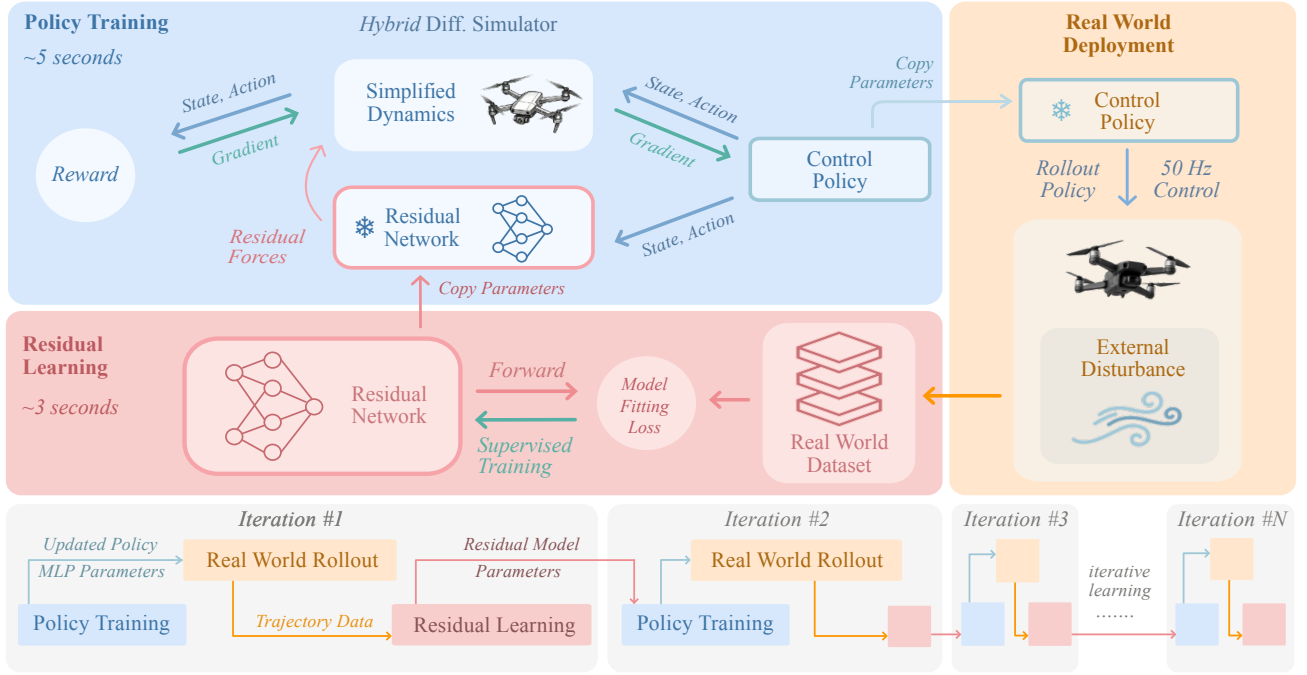 Policy Training
~5 seconds
Hybrid Diff. Simulator
State, Action
Gradient
Reward
Simplified
Dynamics
State, Action
Gradient
Control
Policy
Residual
Network
State, Action
Residual
Forces
Copy Parameters
Copy
Parameters
Real World
Deployment
Control
Policy
Rollout
Policy
50 Hz
Control
External
Disturbance
Residual
Learning
~3 seconds
Residual
Network
Forward
Supervised
Training
Model
Fitting
Loss
Real World
Dataset
Iteration #1
Updated Policy
MLP Parameters
Real World Rollout
Policy Training
Trajectory Data
Residual Learning
Residual Model
Parameters
Iteration #2
Real World Rollout
Policy Training
Iteration #3
iterative
learning
......
Iteration #N